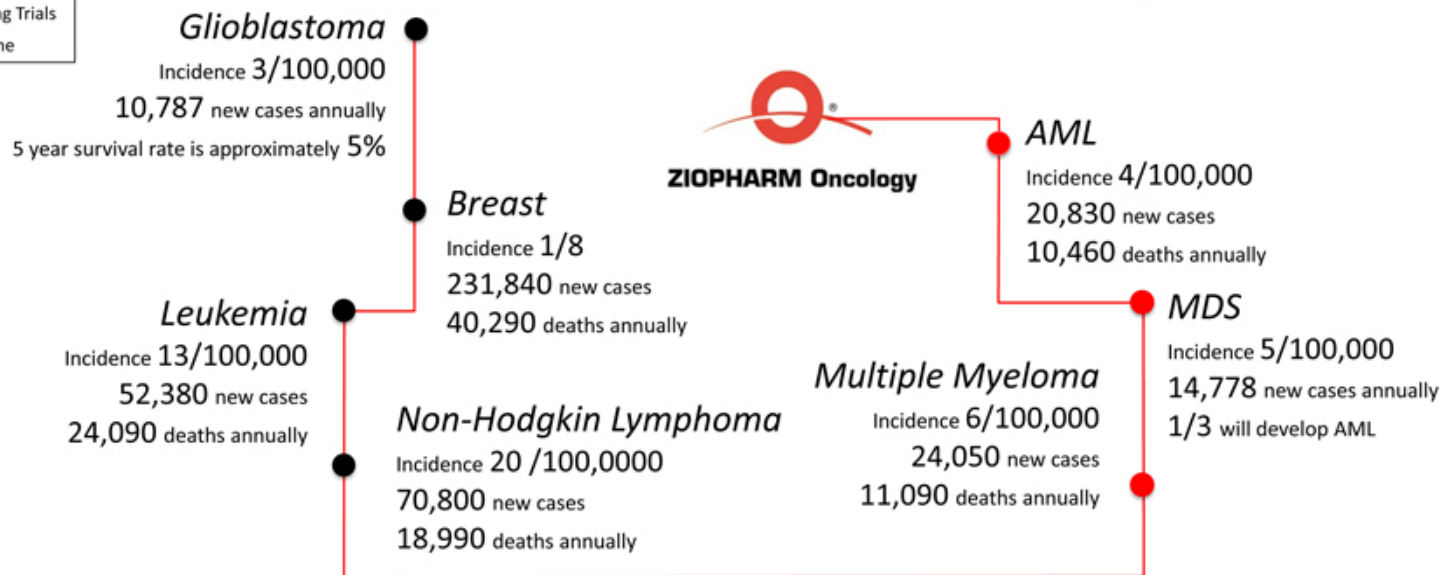 g Trials
ne
Glioblastoma
Incidence 3/100,000
10,787 new cases annually
5 year survival rate is approximately 5%
Breast
Incidence 1/8
231,840 new cases
40,290 deaths annually
Leukemia
Incidence 13/100,000
52,380 new cases
24,090 deaths annually
Non-Hodgkin Lymphoma
Incidence 20 /100,0000
70,800 new cases
18,990 deaths annually
®
ZIOPHARM Oncology
AML
Incidence 4/100,000
20,830 new cases
10,460 deaths annually
MDS
Incidence 5/100,000
14,778 new cases annually
1/3 will develop AML
Multiple Myeloma
Incidence 6/100,000
24,050 new cases
11,090 deaths annually